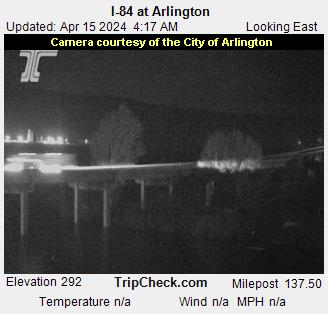 I-84 at Arlington
Updated: Apr 15 2024 4:17 AM Looking East
Camera courtesy of the City of Arlington
Elevation 292 TripCheck.com Milepost 137.50
Temperature n/a Wind n/a MPH n/a